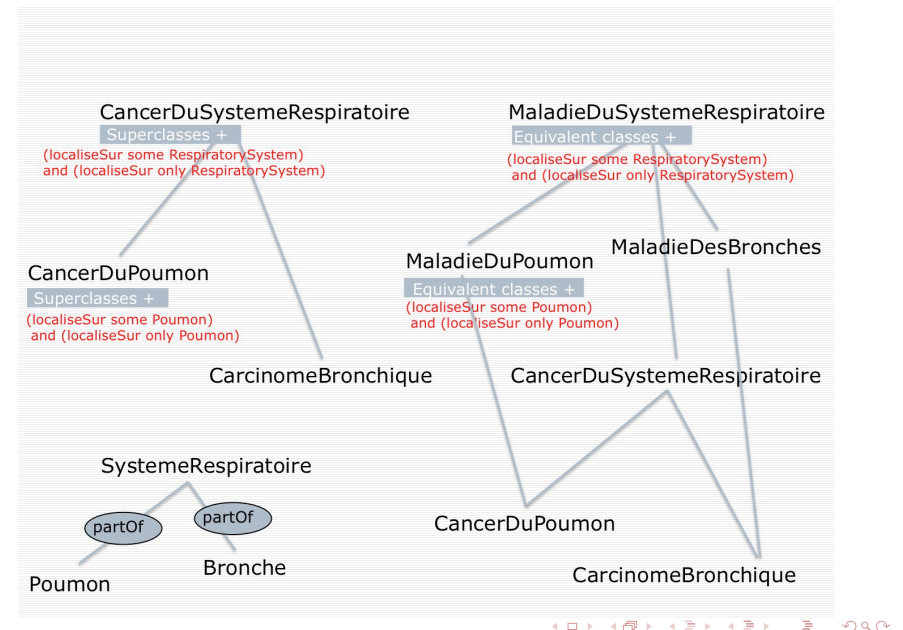 CancerDuSystemeRespiratoire
Superclasses +
(localiseSur some RespiratorySystem)
and (localiseSur only RespiratorySystem)
CancerDuPoumon
Superclasses +
(localiseSur some Poumon)
and (localiseSur only Poumon)
CarcinomeBronchique
SystemeRespiratoire
partOf
partOf
Poumon
Bronche
MaladieDuSystemeRespiratoire
Equivalent classes +
(localiseSur some RespiratorySystem)
and (localiseSur only RespiratorySystem)
MaladieDuPoumon
Equivalent classes +
(localiseSur some Poumon)
and (localiseSur only Poumon)
MaladieDesBronches
CancerDuSystemeRespiratoire
CancerDuPoumon
CarcinomeBronchique